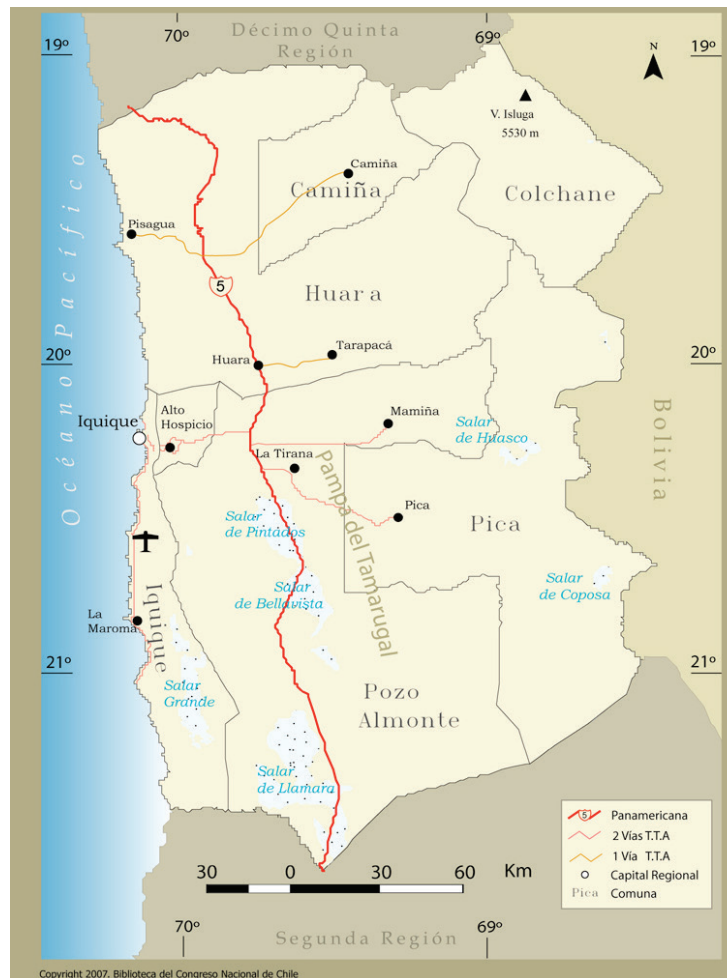 70º
69º
Décimo Quinta
Región
19º
19º
N
V. Isluga
5530 m
Camiña
Camiña
Colchane
Pisagua
Océano Pacífico
5
Huara
Tarapacá
Huara
20º
20º
Mamiña
Alto
Hospicio
Iquique
Salar
de Huasco
Bolivia
La Tirana
Pampa del Tamarugal
Pica
Salar
de Pintados
Pica
Salar
de Bellavista
Salar
de Coposa
Iquique
La
Maroma
21º
21º
Salar
Grande
Pozo
Almonte
Salar
de Llamara
5 Panamericana
2 Vías T.T.A
1 Vía T.T.A
Capital Regional
Pica Comuna
30 0 30 60 Km
70º
69º
Segunda Región
Copyright 2007. Biblioteca del Congreso Nacional de Chile